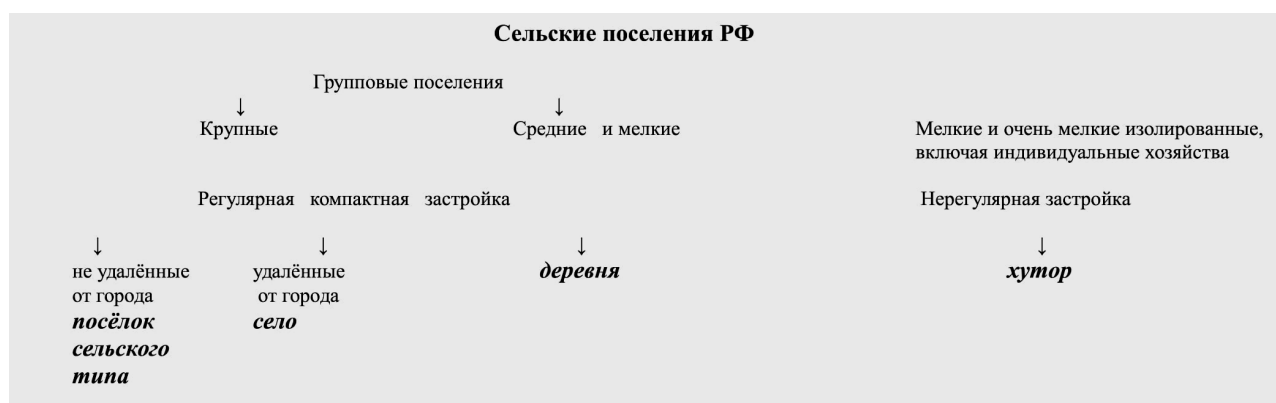 Сельские поселения РФ
Групповые поселения
↓ ↓
Крупные Средние и мелкие Мелкие и очень мелкие изолированные,
включая индивидуальные хозяйства
Регулярная компактная застройка Нерегулярная застройка
↓ ↓ ↓ ↓
не удалённые удалённые деревня хутор
от города от города
посёлок село
сельского
типа